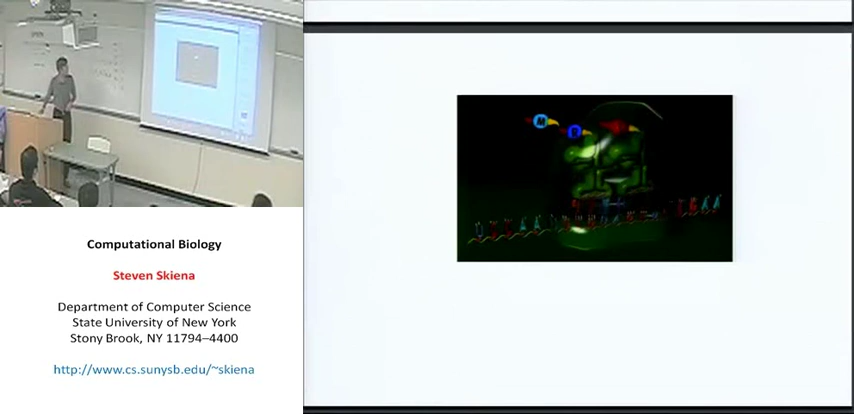 Computational Biology
Steven Skiena
Department of Computer Science
State University of New York
Stony Brook, NY 11794–4400
http://www.cs.sunysb.edu/~skiena
M